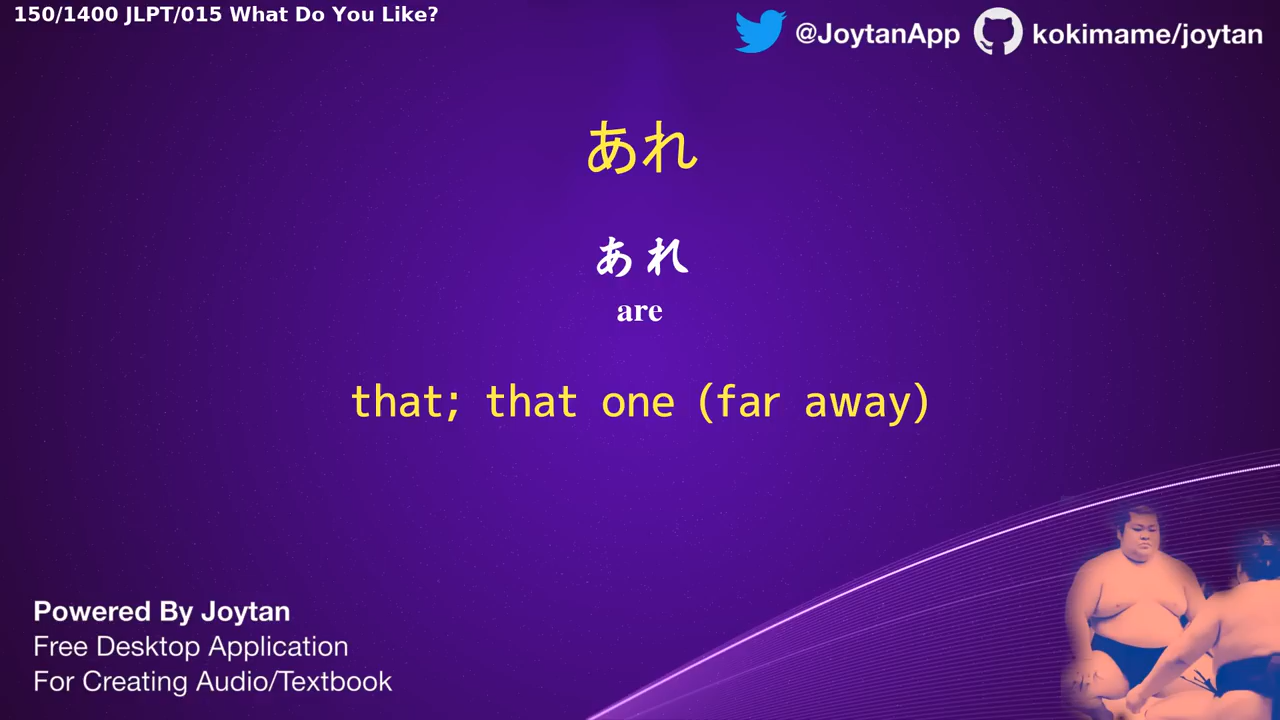 150/1400 JLPT/015 What Do You Like?
@JoytanApp kokimame/joytan
あれ
あれ
are
that; that one (far away)
Powered By Joytan
Free Desktop Application
For Creating Audio/Textbook